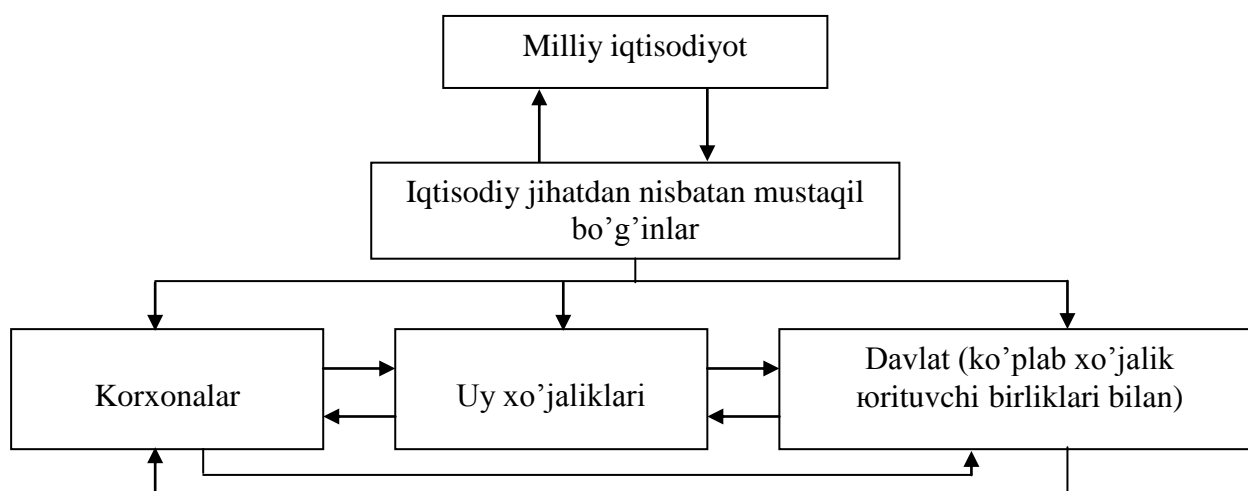 Milliy iqtisodiyot
Iqtisodiy jihatdan nisbatan mustaqil
bo’g’inlar
Korxonalar
Uy xo’jaliklari
Davlat (ko’plab xo’jalik
юrituvchi birliklari bilan)